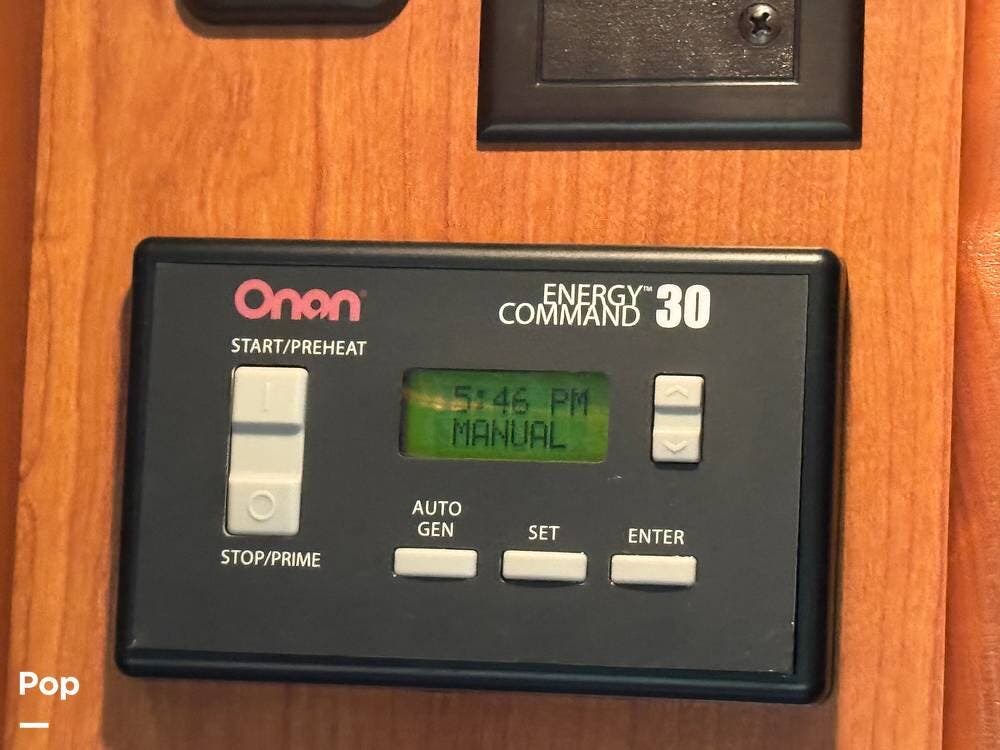 Onan
ENERGY™
COMMAND 30
START/PREHEAT
5:46 PM
MANUAL
AUTO
GEN
SET
ENTER
STOP/PRIME
Pop